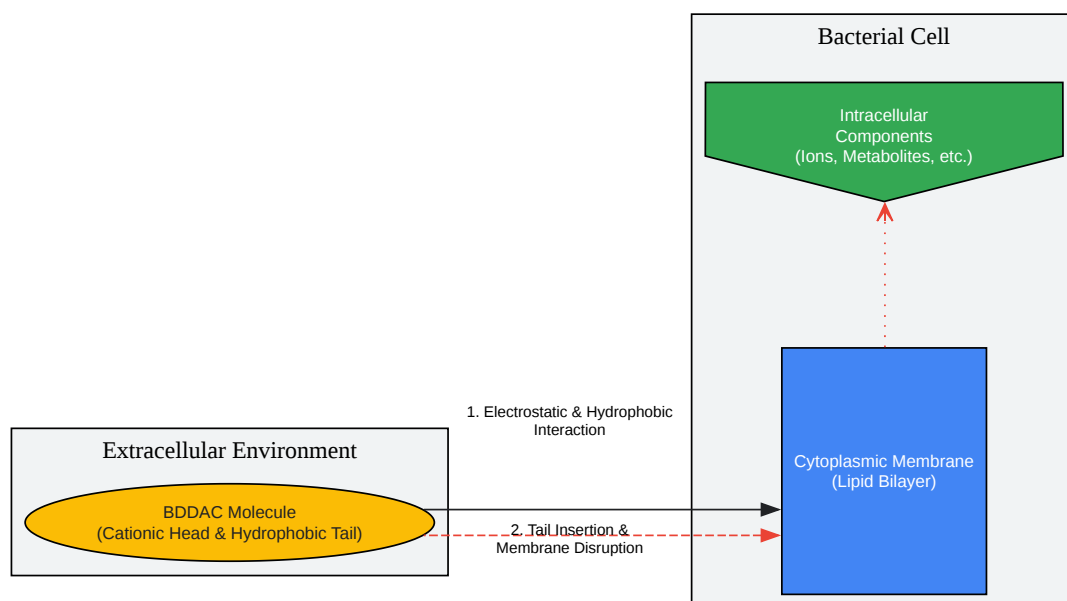 Bacterial Cell
Intracellular
Components
(Ions, Metabolites, etc.)
1. Electrostatic & Hydrophobic
Interaction
Extracellular Environment
Cytoplasmic Membrane
(Lipid Bilayer)
BDDAC Molecule
(Cationic Head & Hydrophobic Tail)
2. Tail Insertion &
Membrane Disruption